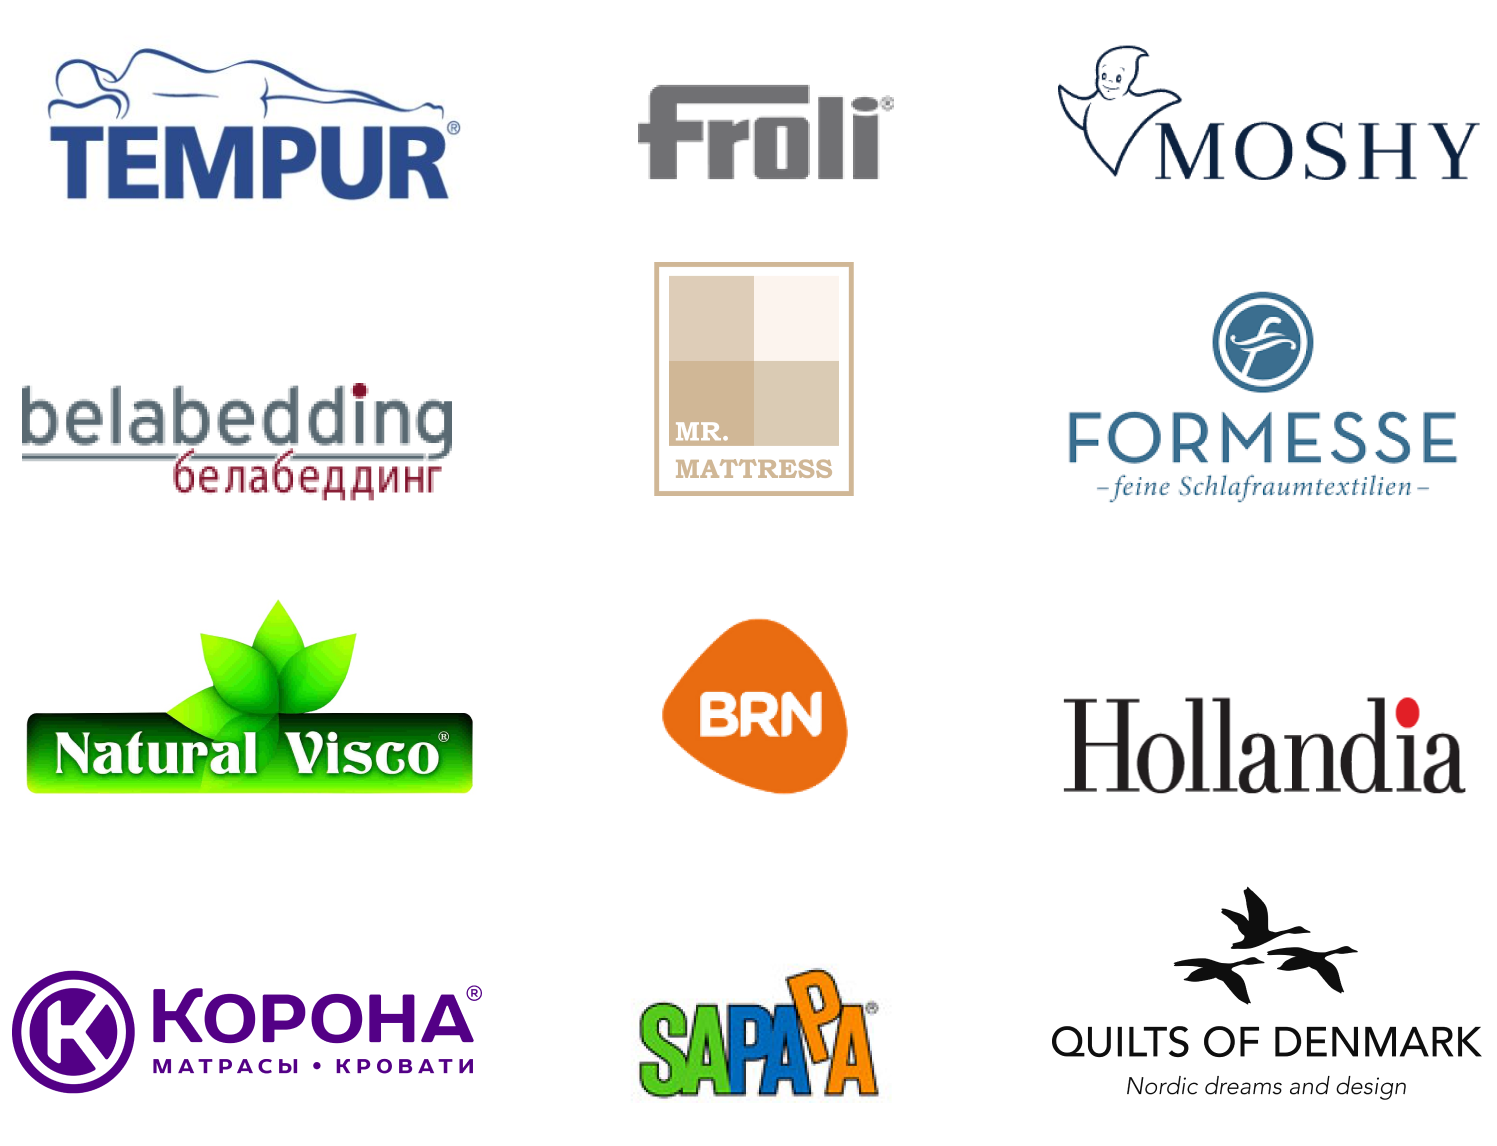 TEMPUR®
froli®
MOSHY
belabedding
белабеддинг
MR.
MATTRESS
FORMESSE
– feine Schlafraumtextilien –
Natural Visco®
BRN
Hollandia
КОРОНА®
МАТРАСЫ • КРОВАТИ
SAPAPA®
QUILTS OF DENMARK
Nordic dreams and design